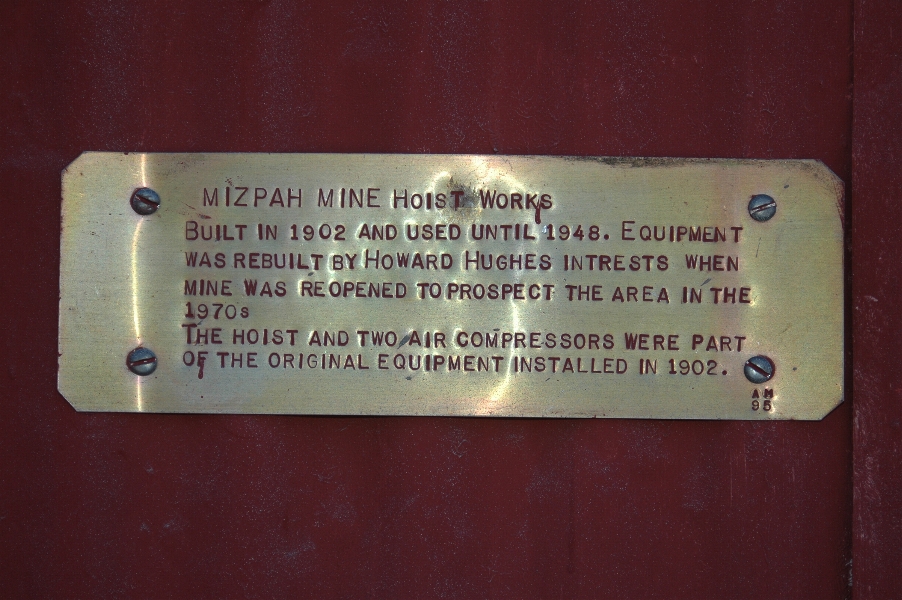 MIZPAH MINE HOIST WORKS
BUILT IN 1902 AND USED UNTIL 1948. EQUIPMENT
WAS REBUILT BY HOWARD HUGHES INTRESTS WHEN
MINE WAS REOPENED TO PROSPECT THE AREA IN THE
1970S
THE HOIST AND TWO AIR COMPRESSORS WERE PART
OF THE ORIGINAL EQUIPMENT INSTALLED IN 1902.
AM
95